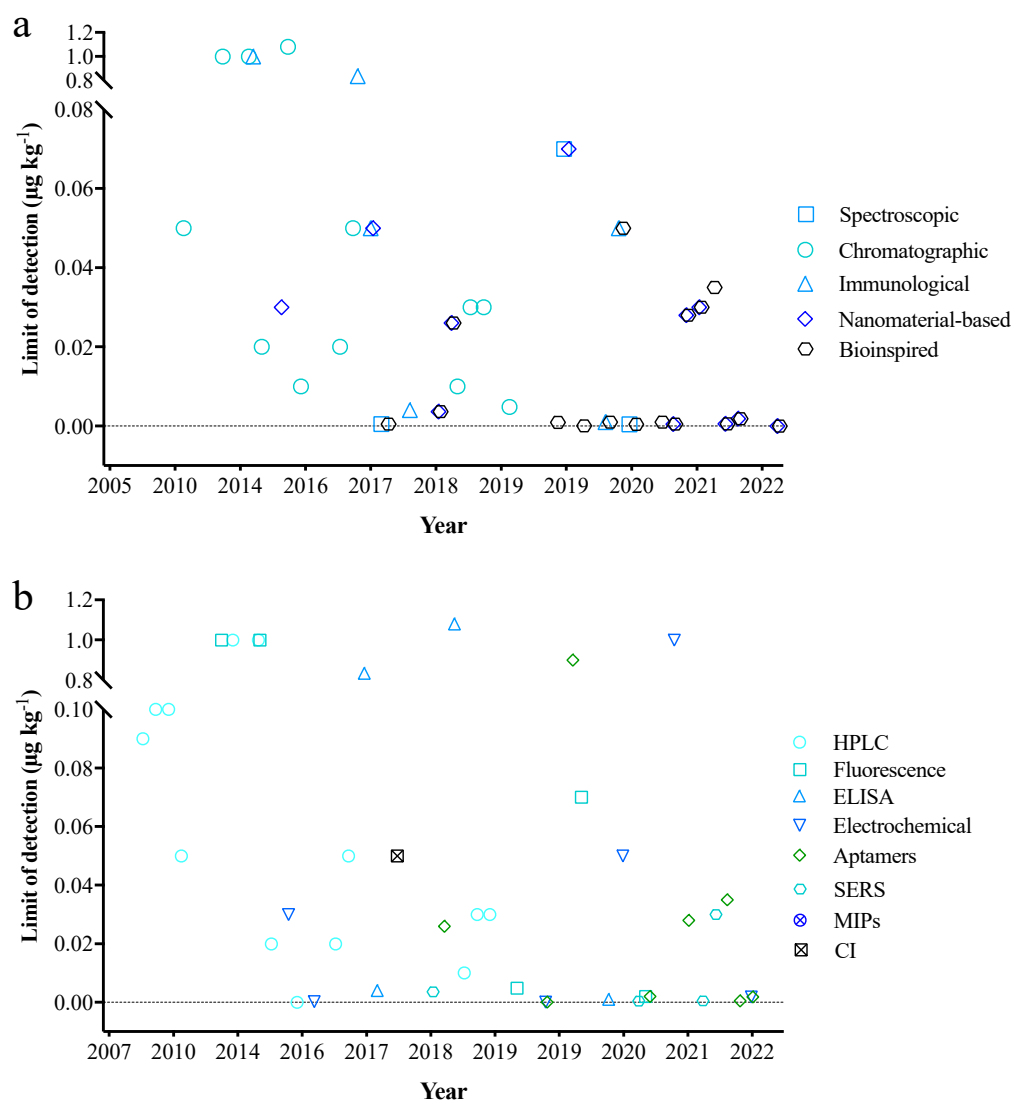 a
1.2
1.0
0.8
0.08
0.06
0.04
0.02
0.00
Limit of detection (µg kg-1)
2005 2010 2014 2016 2017 2018 2019 2019 2020 2021 2022
Year
Spectroscopic
Chromatographic
Immunological
Nanomaterial-based
Bioinspired
b
1.2
1.0
0.8
0.10
0.08
0.06
0.04
0.02
0.00
Limit of detection (µg kg-1)
2007 2010 2014 2016 2017 2018 2019 2019 2020 2021 2022
Year
HPLC
Fluorescence
ELISA
Electrochemical
Aptamers
SERS
MIPs
CI